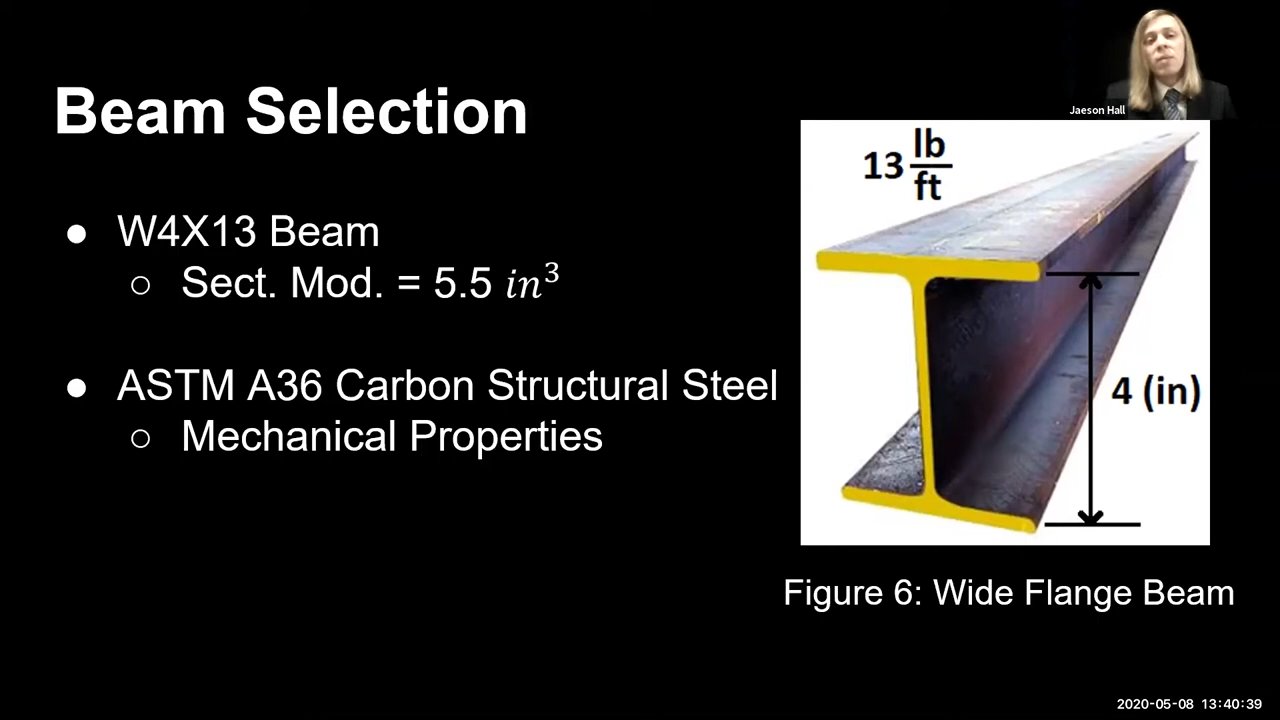 Beam Selection
Jaeson Hall
● W4X13 Beam
○ Sect. Mod. = 5.5 in³
● ASTM A36 Carbon Structural Steel
○ Mechanical Properties
13 lb/ft
4 (in)
Figure 6: Wide Flange Beam
2020-05-08 13:40:39